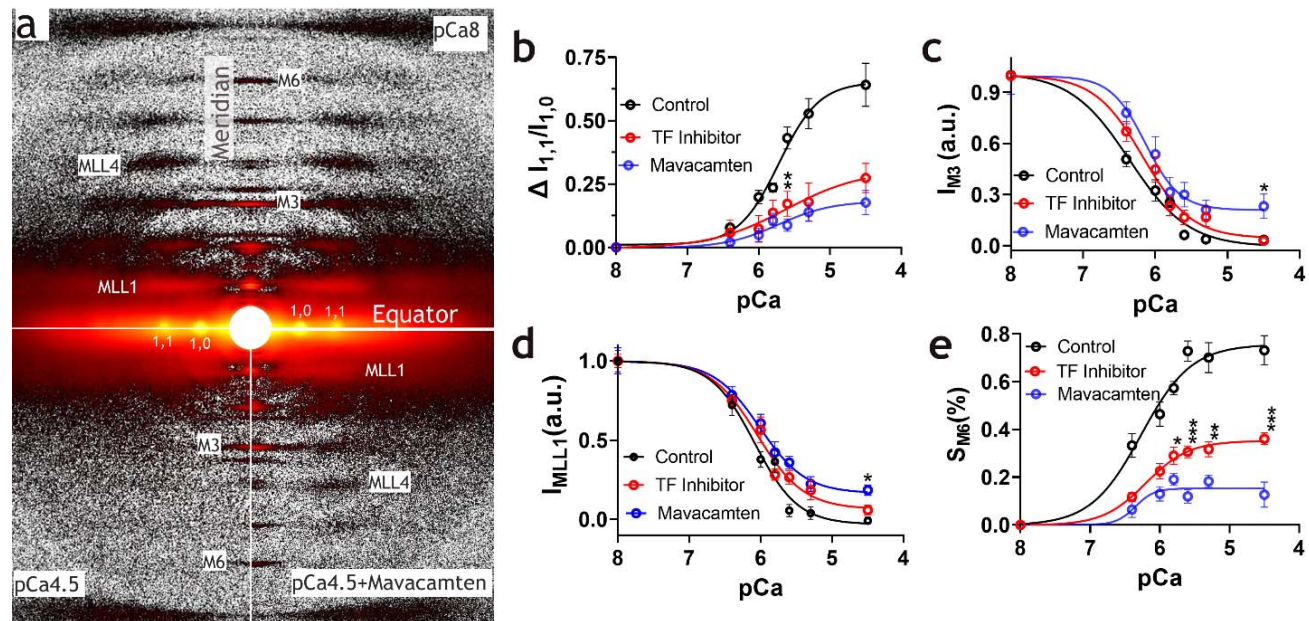 a
pCa8
Meridian
M6
MLL4
M3
MLL1
1,0
1,1
Equator
1,1
1,0
MLL1
M3
MLL4
M6
pCa4.5
pCa4.5+Mavacamten
b
Δ I1,1/I1,0
0.75
0.50
0.25
0.00
Control
TF Inhibitor
Mavacamten
**
8 7 6 5 4
pCa
c
IM3 (a.u.)
0.9
0.6
0.3
0.0
Control
TF Inhibitor
Mavacamten
*
8 7 6 5 4
pCa
d
IMLL1(a.u.)
1.0
0.5
0.0
Control
TF Inhibitor
Mavacamten
*
8 7 6 5 4
pCa
e
SM6(%)
0.8
0.6
0.4
0.2
0.0
Control
TF Inhibitor
Mavacamten
*
***
**
***
8 7 6 5 4
pCa